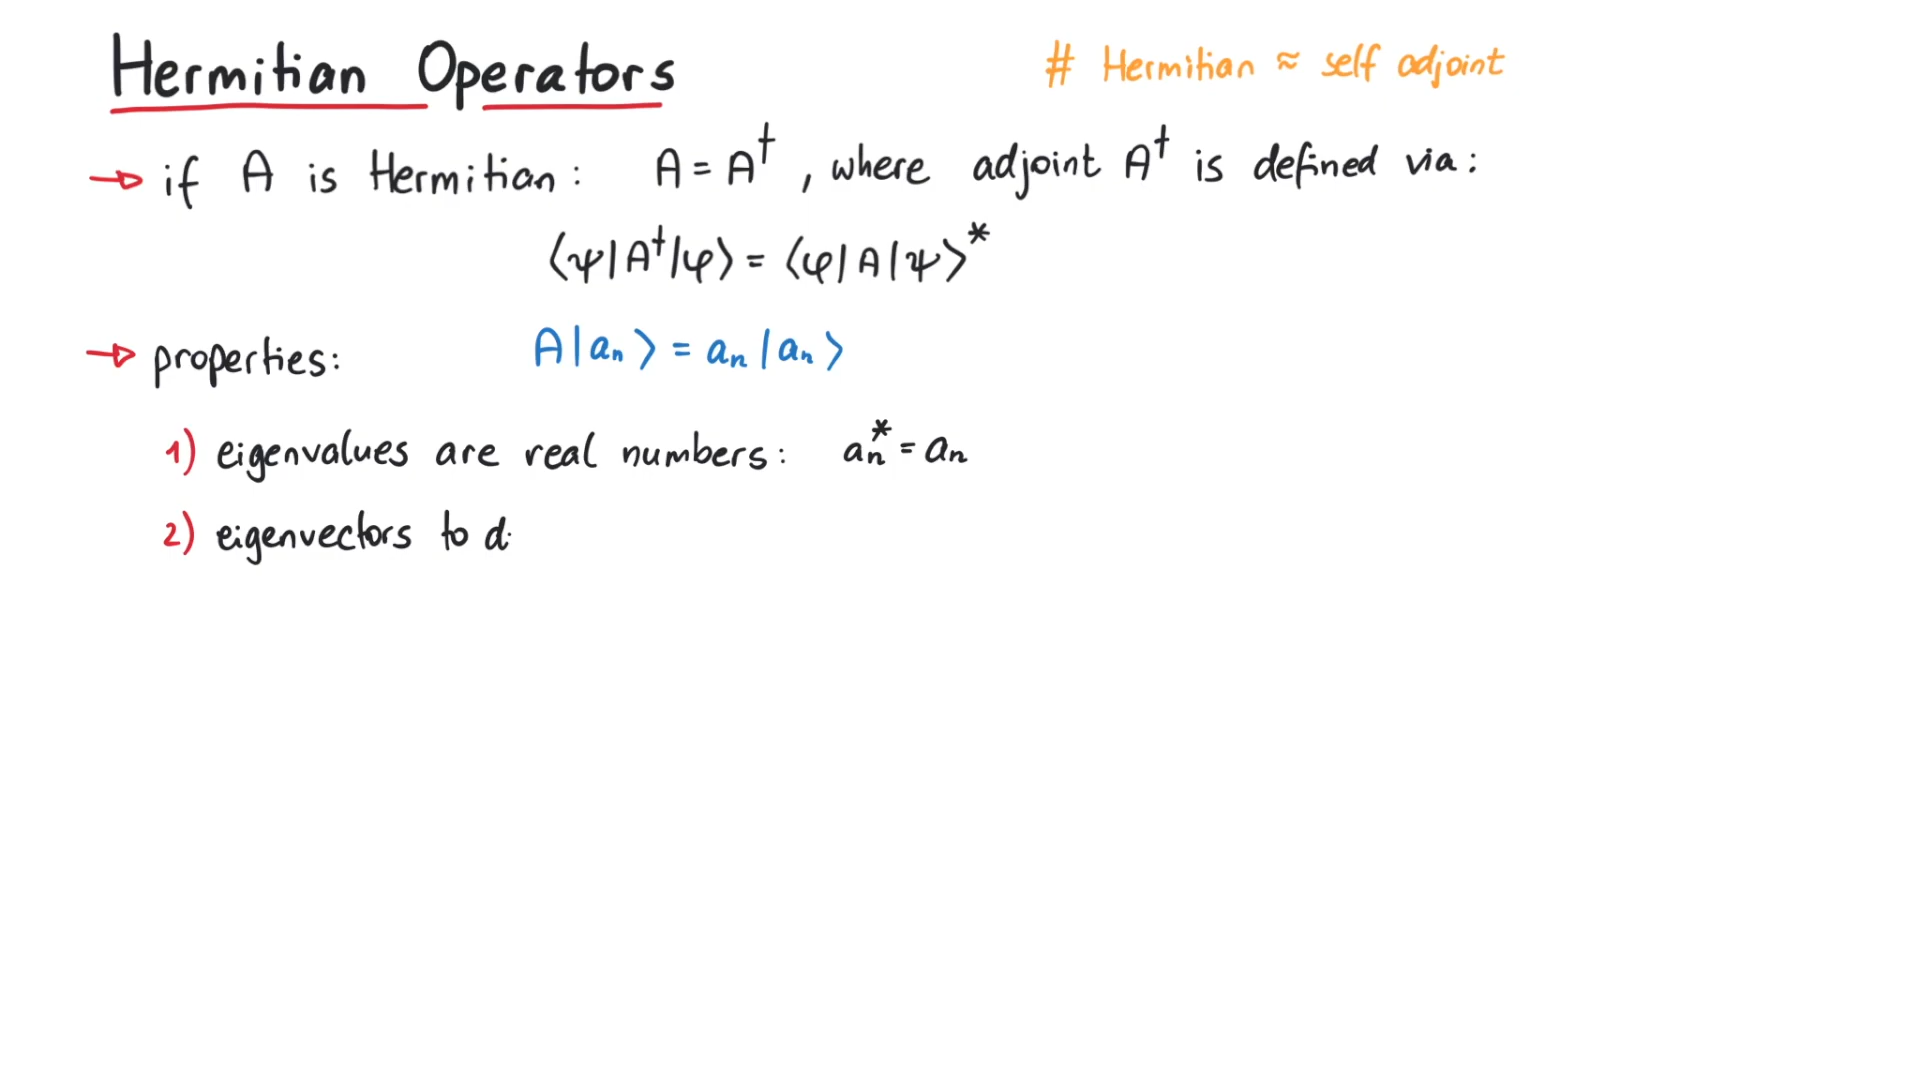 Hermitian Operators
# Hermitian ≈ self adjoint
→ if A is Hermitian: A = A† , where adjoint A† is defined via:
⟨ψ|A†|φ⟩ = ⟨φ|A|ψ⟩*
→ properties: A|aₙ⟩ = aₙ|aₙ⟩
1) eigenvalues are real numbers: aₙ* = aₙ
2) eigenvectors to d